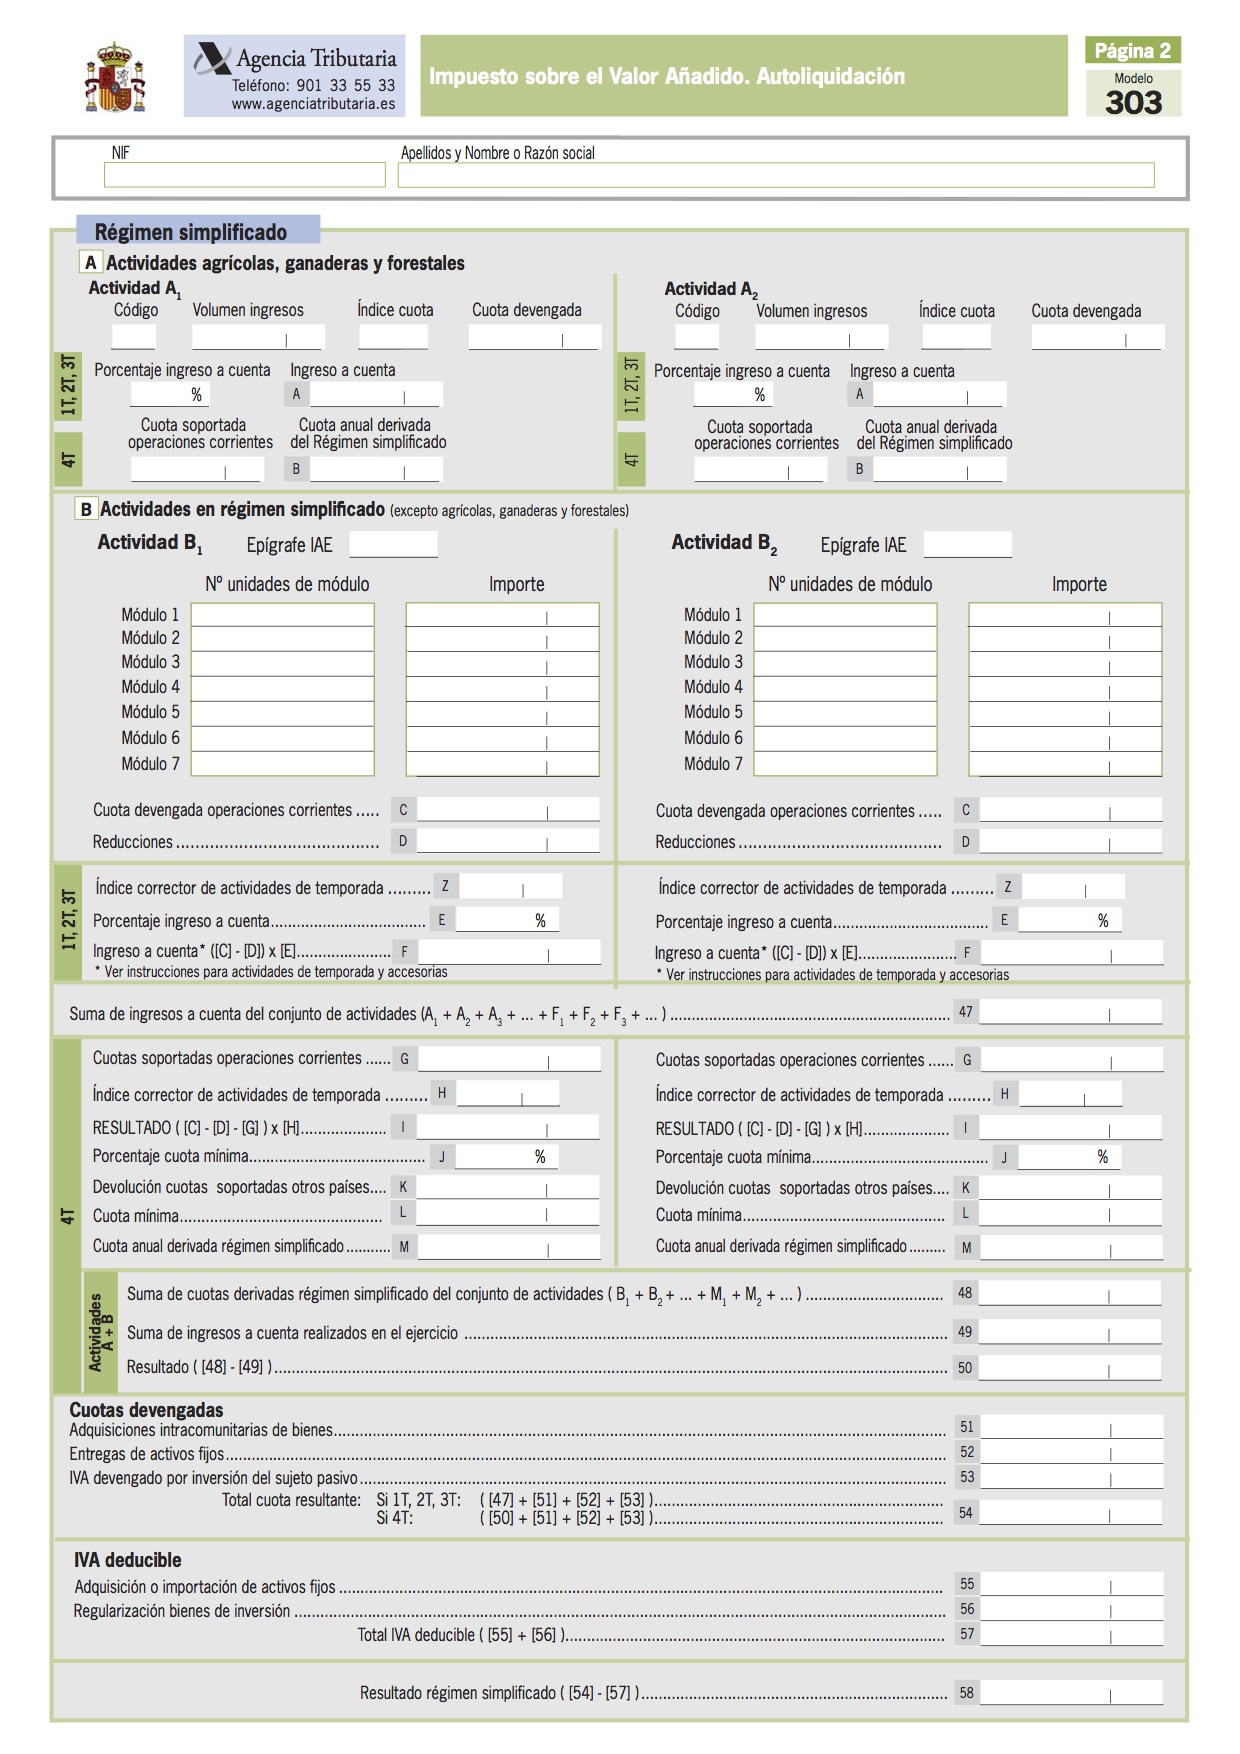 Agencia Tributaria
Teléfono: 901 33 55 33
www.agenciatributaria.es
Impuesto sobre el Valor Añadido. Autoliquidación
Página 2
Modelo
303
NIF
Apellidos y Nombre o Razón social
Régimen simplificado
A Actividades agrícolas, ganaderas y forestales
Actividad A1
Código Volumen ingresos Índice cuota Cuota devengada
1T, 2T, 3T
Porcentaje ingreso a cuenta Ingreso a cuenta
% A
4T
Cuota soportada operaciones corrientes
Cuota anual derivada del Régimen simplificado
B
Actividad A2
Código Volumen ingresos Índice cuota Cuota devengada
1T, 2T, 3T
Porcentaje ingreso a cuenta Ingreso a cuenta
% A
4T
Cuota soportada operaciones corrientes
Cuota anual derivada del Régimen simplificado
B
B Actividades en régimen simplificado (excepto agrícolas, ganaderas y forestales)
Actividad B1 Epígrafe IAE
Nº unidades de módulo Importe
Módulo 1
Módulo 2
Módulo 3
Módulo 4
Módulo 5
Módulo 6
Módulo 7
Cuota devengada operaciones corrientes ..... C
Reducciones .......................................... D
Actividad B2 Epígrafe IAE
Nº unidades de módulo Importe
Módulo 1
Módulo 2
Módulo 3
Módulo 4
Módulo 5
Módulo 6
Módulo 7
Cuota devengada operaciones corrientes ..... C
Reducciones .......................................... D
1T, 2T, 3T
Índice corrector de actividades de temporada ......... Z
Porcentaje ingreso a cuenta................................... E %
Ingreso a cuenta* ([C] - [D]) x [E]..................... F
* Ver instrucciones para actividades de temporada y accesorias
Índice corrector de actividades de temporada ......... Z
Porcentaje ingreso a cuenta................................... E %
Ingreso a cuenta* ([C] - [D]) x [E]..................... F
* Ver instrucciones para actividades de temporada y accesorias
Suma de ingresos a cuenta del conjunto de actividades (A1 + A2 + A3 + ... + F1 + F2 + F3 + ... ) .............................. 47
4T
Cuotas soportadas operaciones corrientes ...... G
Índice corrector de actividades de temporada ......... H
RESULTADO ( [C] - [D] - [G] ) x [H]................... I
Porcentaje cuota mínima........................................ J %
Devolución cuotas soportadas otros países.... K
Cuota mínima.............................................. L
Cuota anual derivada régimen simplificado .......... M
Cuotas soportadas operaciones corrientes ...... G
Índice corrector de actividades de temporada ......... H
RESULTADO ( [C] - [D] - [G] ) x [H]................... I
Porcentaje cuota mínima........................................ J %
Devolución cuotas soportadas otros países.... K
Cuota mínima.............................................. L
Cuota anual derivada régimen simplificado ........ M
Actividades
A + B
Suma de cuotas derivadas régimen simplificado del conjunto de actividades ( B1 + B2 + ... + M1 + M2 + ... ) .............................. 48
Suma de ingresos a cuenta realizados en el ejercicio .............................. 49
Resultado ( [48] - [49] ) .............................. 50
Cuotas devengadas
Adquisiciones intracomunitarias de bienes.............................. 51
Entregas de activos fijos.............................. 52
IVA devengado por inversión del sujeto pasivo .............................. 53
Total cuota resultante: Si 1T, 2T, 3T: ( [47] + [51] + [52] + [53] )..............................
Si 4T: ( [50] + [51] + [52] + [53] ).............................. 54
IVA deducible
Adquisición o importación de activos fijos .............................. 55
Regularización bienes de inversión .............................. 56
Total IVA deducible ( [55] + [56] ).............................. 57
Resultado régimen simplificado ( [54] - [57] ) .............................. 58